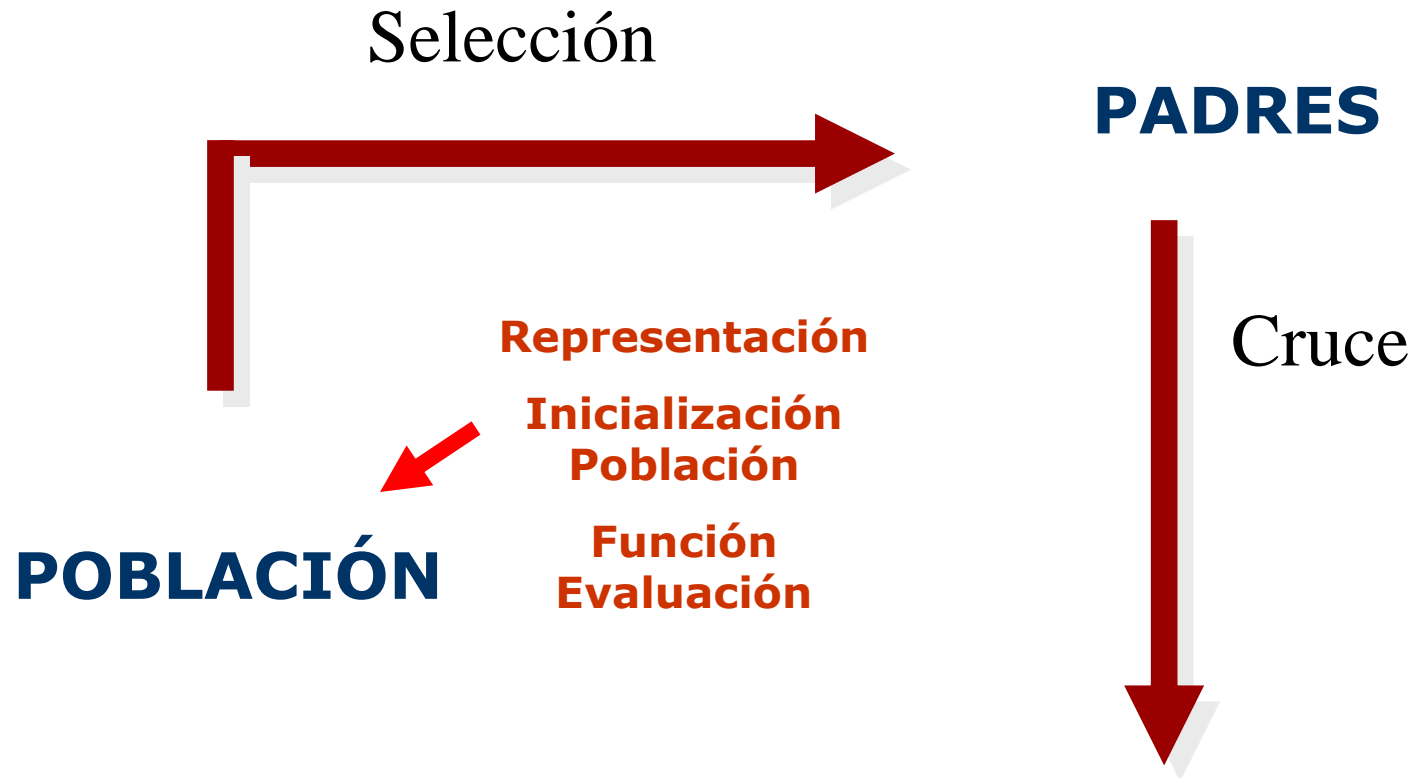 Selección
PADRES
Representación
Cruce
Inicialización
Población
Función
POBLACIÓN
Evaluación